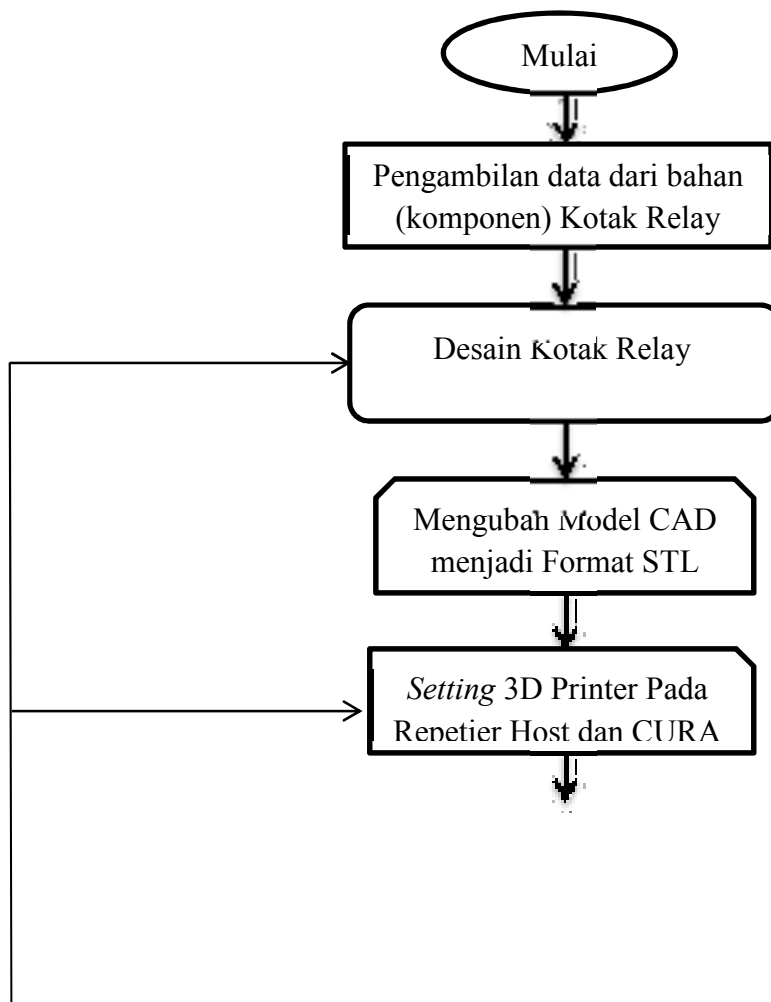 Mulai
Pengambilan data dari bahan
(komponen) Kotak Relay
Desain Kotak Relay
Mengubah Model CAD
menjadi Format STL
Setting 3D Printer Pada
Repetier Host dan CURA